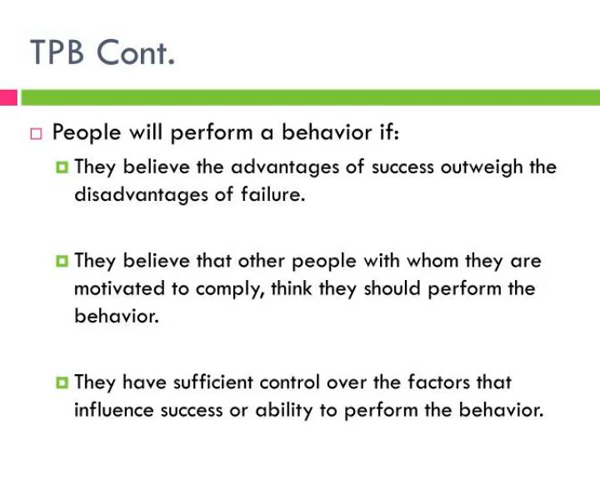 TPB Cont.
People will perform a behavior if:
They believe the advantages of success outweigh the
disadvantages of failure.
They believe that other people with whom they are
motivated to comply, think they should perform the
behavior.
They have sufficient control over the factors that
influence success or ability to perform the behavior.